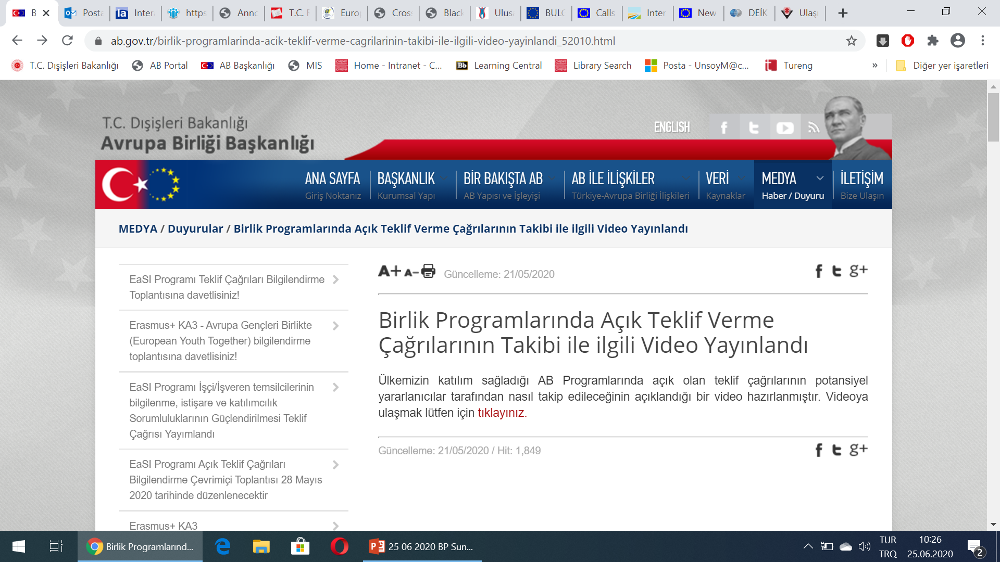 B
Posta
Inter
https
Anno
T.C.
Euro
Cros
Black
Ulus
BULG
Calls
Inter
New
DEİK
Ulaş
ab.gov.tr/birlik-programlarinda-acik-teklif-verme-cagrilarinin-takibi-ile-ilgili-video-yayinlandi_52010.html
T.C. Dışişleri Bakanlığı
AB Portal
AB Başkanlığı
MIS
Home - Intranet - C...
Learning Central
Library Search
Posta - UnsoyM@c...
Tureng
»
Diğer yer işaretleri
T.C. Dışişleri Bakanlığı
Avrupa Birliği Başkanlığı
ENGLISH
ANA SAYFA
Giriş Noktanız
BAŞKANLIK
Kurumsal Yapı
BİR BAKIŞTA AB
AB Yapısı ve İşleyişi
AB İLE İLİŞKİLER
Türkiye-Avrupa Birliği İlişkileri
VERİ
Kaynaklar
MEDYA
Haber / Duyuru
İLETİŞİM
Bize Ulaşın
MEDYA / Duyurular / Birlik Programlarında Açık Teklif Verme Çağrılarının Takibi ile ilgili Video Yayınlandı
EaSI Programı Teklif Çağrıları Bilgilendirme
Toplantısına davetlisiniz!
Erasmus+ KA3 - Avrupa Gençleri Birlikte
(European Youth Together) bilgilendirme
toplantısına davetlisiniz!
EaSI Programı İşçi/İşveren temsilcilerinin
bilgilenme, istişare ve katılımcılık
Sorumluluklarının Güçlendirilmesi Teklif
Çağrısı Yayımlandı
EaSI Programı Açık Teklif Çağrıları
Bilgilendirme Çevrimiçi Toplantısı 28 Mayıs
2020 tarihinde düzenlenecektir
Erasmus+ KA3
A+ A- Güncelleme: 21/05/2020
f t g+
Birlik Programlarında Açık Teklif Verme
Çağrılarının Takibi ile ilgili Video Yayınlandı
Ülkemizin katılım sağladığı AB Programlarında açık olan teklif çağrılarının potansiyel
yararlanıcılar tarafından nasıl takip edileceğinin açıklandığı bir video hazırlanmıştır. Videoya
ulaşmak lütfen için tıklayınız.
Güncelleme: 21/05/2020 / Hit: 1,849
f t g+
Birlik Programlarınd...
25 06 2020 BP Sun...
TUR
TRQ
10:26
25.06.2020
2